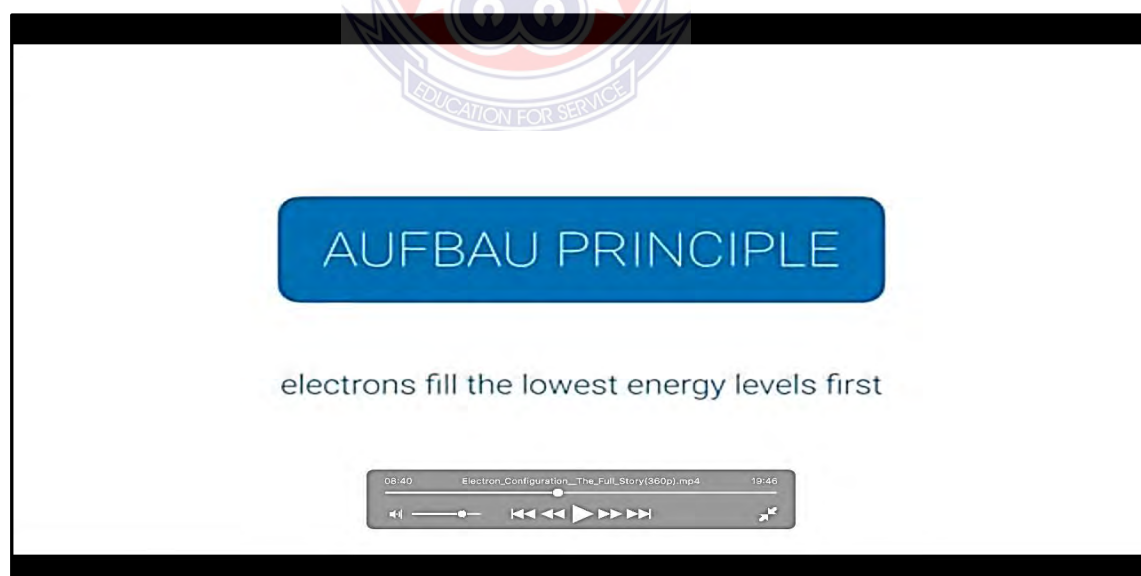 EDUCATION FOR SERVICE
AUFBAU PRINCIPLE
electrons fill the lowest energy levels first
08:40 Electron_Configuration__The_Full_Story(360p).mp4 19:46